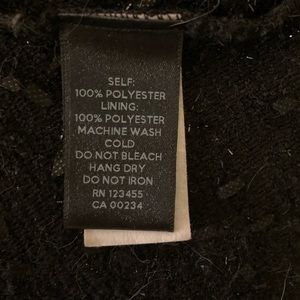 SELF:
100% POLYESTER
LINING:
100% POLYESTER
MACHINE WASH
COLD
DO NOT BLEACH
HANG DRY
DO NOT IRON
RN 123455
CA 00234